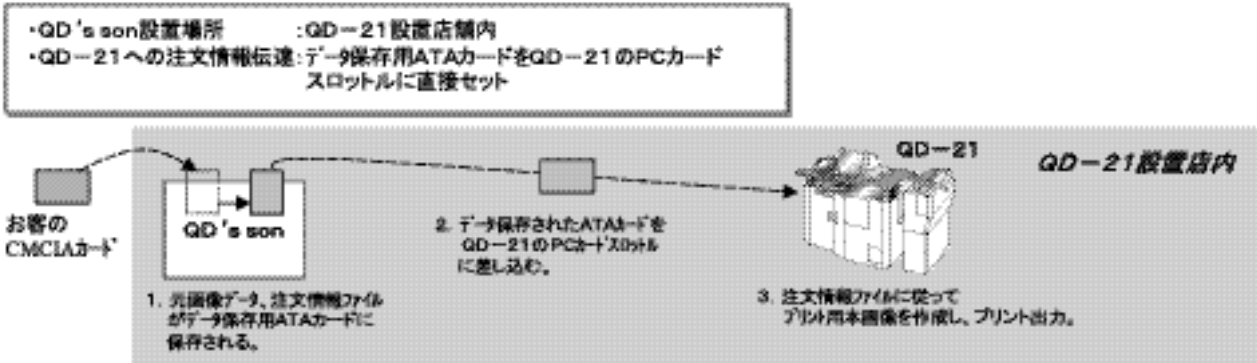 ・QD's son設置場所　　　:QD－21設置店舗内
・QD－21への注文情報伝達:データ保存用ATAカードをQD－21のPCカード
スロットルに直接セット
QD－21
QD－21設置店内
お客の
CMCIAカード
QD's son
1. 元画像データ、注文情報ファイル
がデータ保存用ATAカードに
保存される。
2. データ保存されたATAカードを
QD－21のPCカードスロットル
に差し込む。
3. 注文情報ファイルに従って
プリント用本画像を作成し、プリント出力。